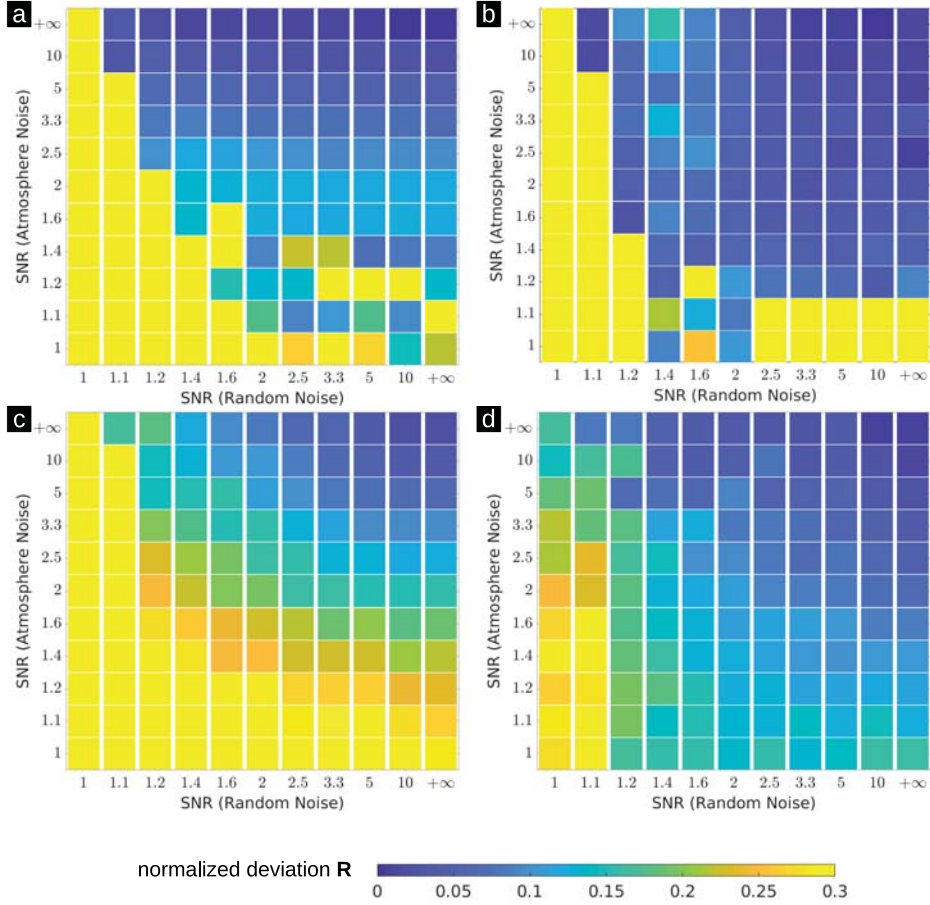 a
SNR (Atmosphere Noise)
+∞
10
5
3.3
2.5
2
1.6
1.4
1.2
1.1
1
1 1.1 1.2 1.4 1.6 2 2.5 3.3 5 10 +∞
SNR (Random Noise)
b
SNR (Atmosphere Noise)
+∞
10
5
3.3
2.5
2
1.6
1.4
1.2
1.1
1
1 1.1 1.2 1.4 1.6 2 2.5 3.3 5 10 +∞
SNR (Random Noise)
c
SNR (Atmosphere Noise)
+∞
10
5
3.3
2.5
2
1.6
1.4
1.2
1.1
1
1 1.1 1.2 1.4 1.6 2 2.5 3.3 5 10 +∞
SNR (Random Noise)
d
SNR (Atmosphere Noise)
+∞
10
5
3.3
2.5
2
1.6
1.4
1.2
1.1
1
1 1.1 1.2 1.4 1.6 2 2.5 3.3 5 10 +∞
SNR (Random Noise)
normalized deviation R
0 0.05 0.1 0.15 0.2 0.25 0.3